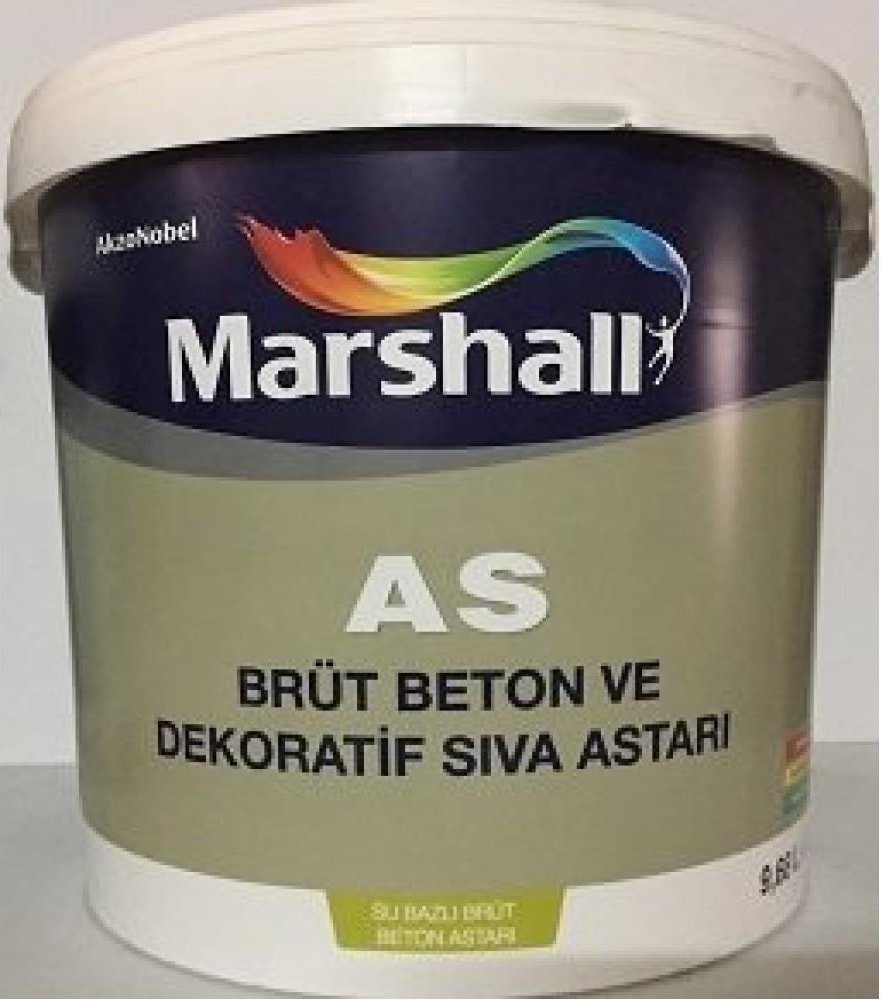 AkzoNobel
Marshall
AS
BRÜT BETON VE
DEKORATİF SIVA ASTARI
SU BAZLI BRÜT
BETON ASTARI